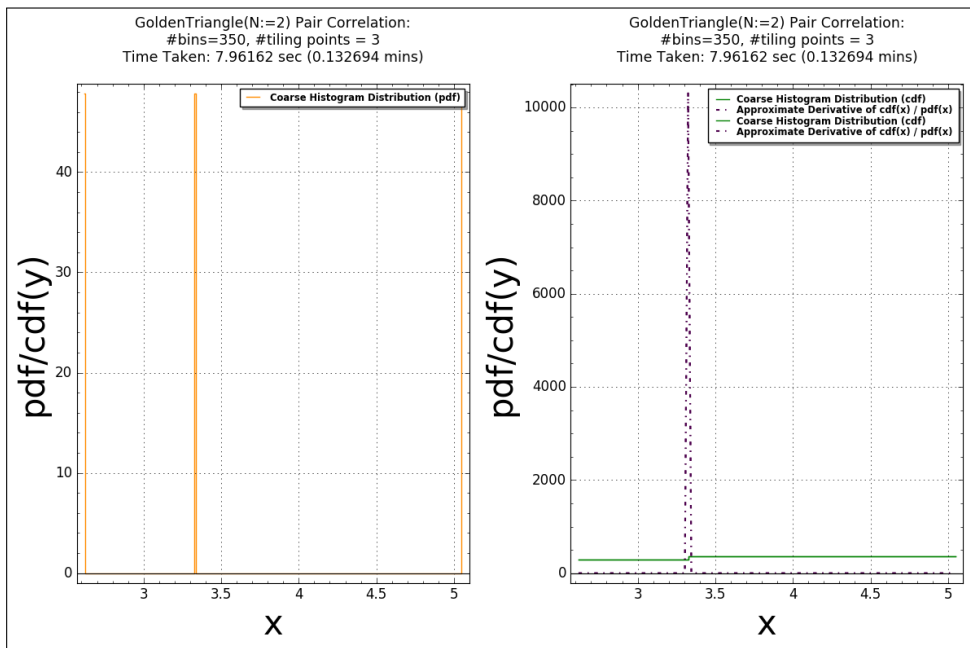 GoldenTriangle(N:=2) Pair Correlation:
#bins=350, #tiling points = 3
Time Taken: 7.96162 sec (0.132694 mins)
Coarse Histogram Distribution (pdf)
pdf/cdf(y)
40
30
20
10
0
3
3.5
4
4.5
5
x
GoldenTriangle(N:=2) Pair Correlation:
#bins=350, #tiling points = 3
Time Taken: 7.96162 sec (0.132694 mins)
Coarse Histogram Distribution (cdf)
Approximate Derivative of cdf(x) / pdf(x)
Coarse Histogram Distribution (cdf)
Approximate Derivative of cdf(x) / pdf(x)
pdf/cdf(y)
10000
8000
6000
4000
2000
0
3
3.5
4
4.5
5
x